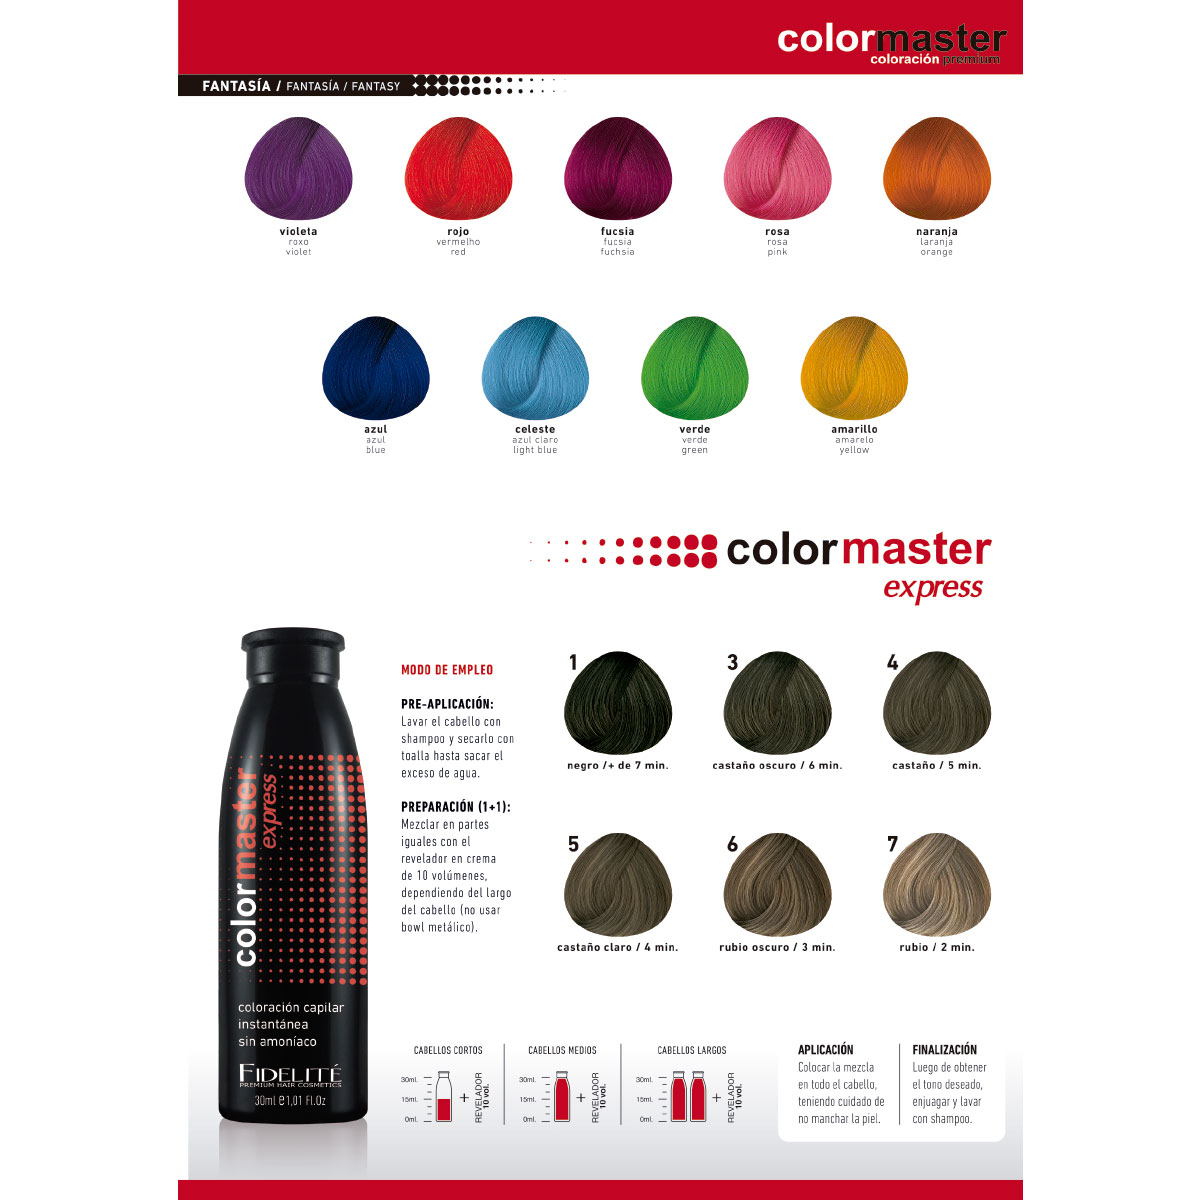 colormaster
coloración premium
FANTASÍA / FANTASÍA / FANTASY
violeta
roxo
violet
rojo
vermelho
red
fucsia
fucsia
fuchsia
rosa
rosa
pink
naranja
laranja
orange
azul
azul
blue
celeste
azul claro
light blue
verde
verde
green
amarillo
amarelo
yellow
colormaster
express
colormaster
express
coloración capilar
instantánea
sin amoníaco
FIDELITÉ
PREMIUM HAIR COSMETICS
30ml e 1,01 Fl.Oz
MODO DE EMPLEO
PRE-APLICACIÓN:
Lavar el cabello con
shampoo y secarlo con
toalla hasta sacar el
exceso de agua.
PREPARACIÓN (1+1):
Mezclar en partes
iguales con el
revelador en crema
de 10 volúmenes,
dependiendo del largo
del cabello (no usar
bowl metálico).
1
negro /+ de 7 min.
3
castaño oscuro / 6 min.
4
castaño / 5 min.
5
castaño claro / 4 min.
6
rubio oscuro / 3 min.
7
rubio / 2 min.
CABELLOS CORTOS
30ml.
15ml.
0ml.
+
REVELADOR
10 vol.
CABELLOS MEDIOS
30ml.
15ml.
0ml.
+
REVELADOR
10 vol.
CABELLOS LARGOS
30ml.
15ml.
0ml.
+
REVELADOR
10 vol.
APLICACIÓN
Colocar la mezcla
en todo el cabello,
teniendo cuidado de
no manchar la piel.
FINALIZACIÓN
Luego de obtener
el tono deseado,
enjuagar y lavar
con shampoo.